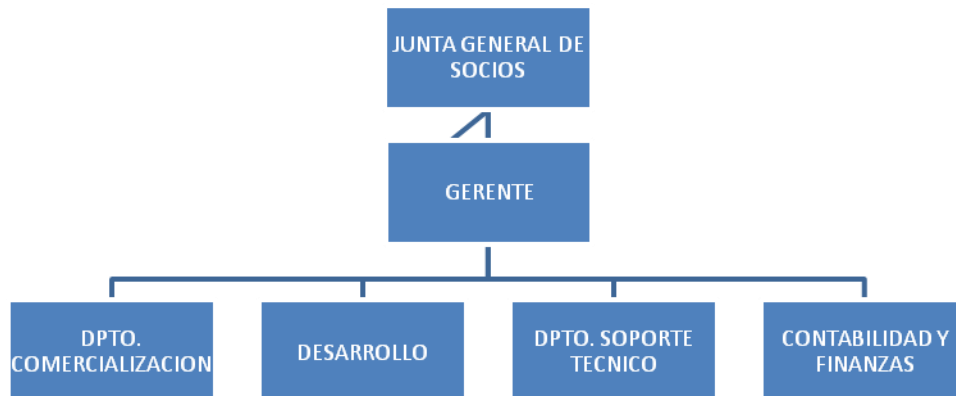 JUNTA GENERAL DE
SOCIOS
GERENTE
DPTO.
COMERCIALIZACION
DESARROLLO
DPTO. SOPORTE
TECNICO
CONTABILIDAD Y
FINANZAS